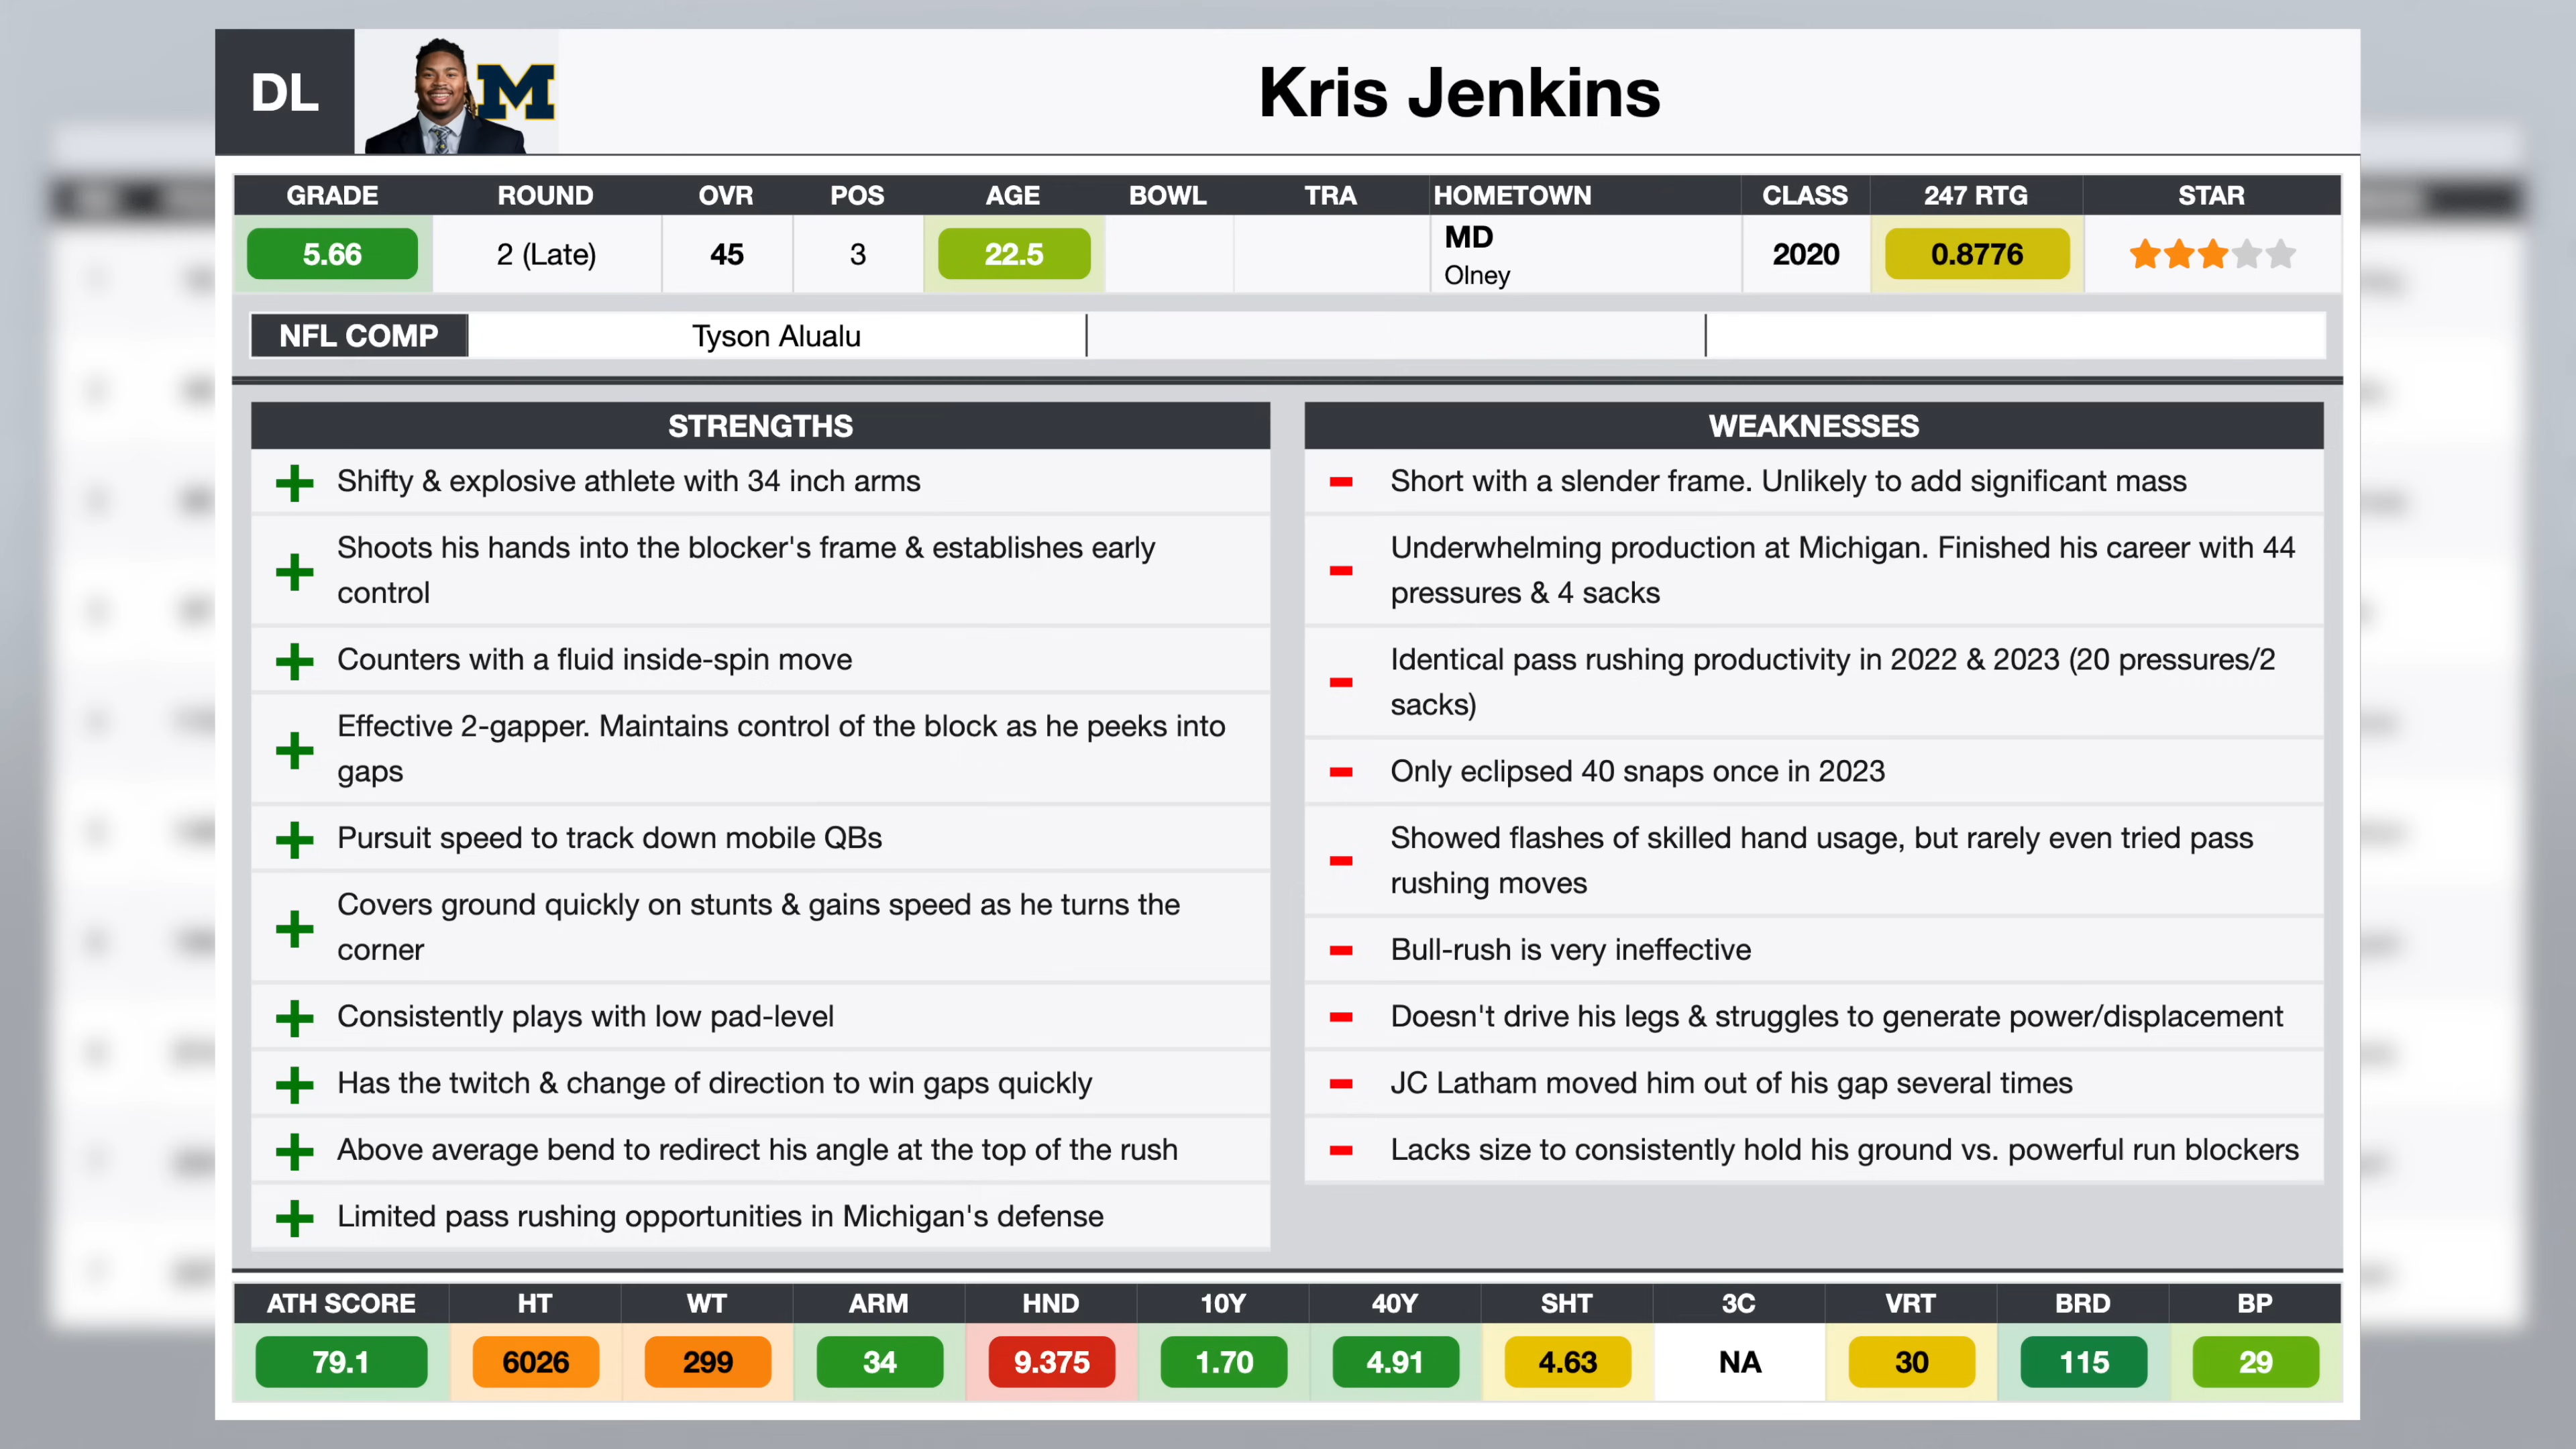 DL
M
Kris Jenkins
GRADE ROUND OVR POS AGE BOWL TRA HOMETOWN CLASS 247 RTG STAR
5.66 2 (Late) 45 3 22.5 MD 2020 0.8776
Olney
NFL COMP Tyson Alualu
STRENGTHS
+ Shifty & explosive athlete with 34 inch arms
+ Shoots his hands into the blocker's frame & establishes early
control
+ Counters with a fluid inside-spin move
+ Effective 2-gapper. Maintains control of the block as he peeks into
gaps
+ Pursuit speed to track down mobile QBs
+ Covers ground quickly on stunts & gains speed as he turns the
corner
+ Consistently plays with low pad-level
+ Has the twitch & change of direction to win gaps quickly
+ Above average bend to redirect his angle at the top of the rush
+ Limited pass rushing opportunities in Michigan's defense
WEAKNESSES
- Short with a slender frame. Unlikely to add significant mass
- Underwhelming production at Michigan. Finished his career with 44
pressures & 4 sacks
- Identical pass rushing productivity in 2022 & 2023 (20 pressures/2
sacks)
- Only eclipsed 40 snaps once in 2023
- Showed flashes of skilled hand usage, but rarely even tried pass
rushing moves
- Bull-rush is very ineffective
- Doesn't drive his legs & struggles to generate power/displacement
- JC Latham moved him out of his gap several times
- Lacks size to consistently hold his ground vs. powerful run blockers
ATH SCORE HT WT ARM HND 10Y 40Y SHT 3C VRT BRD BP
79.1 6026 299 34 9.375 1.70 4.91 4.63 NA 30 115 29